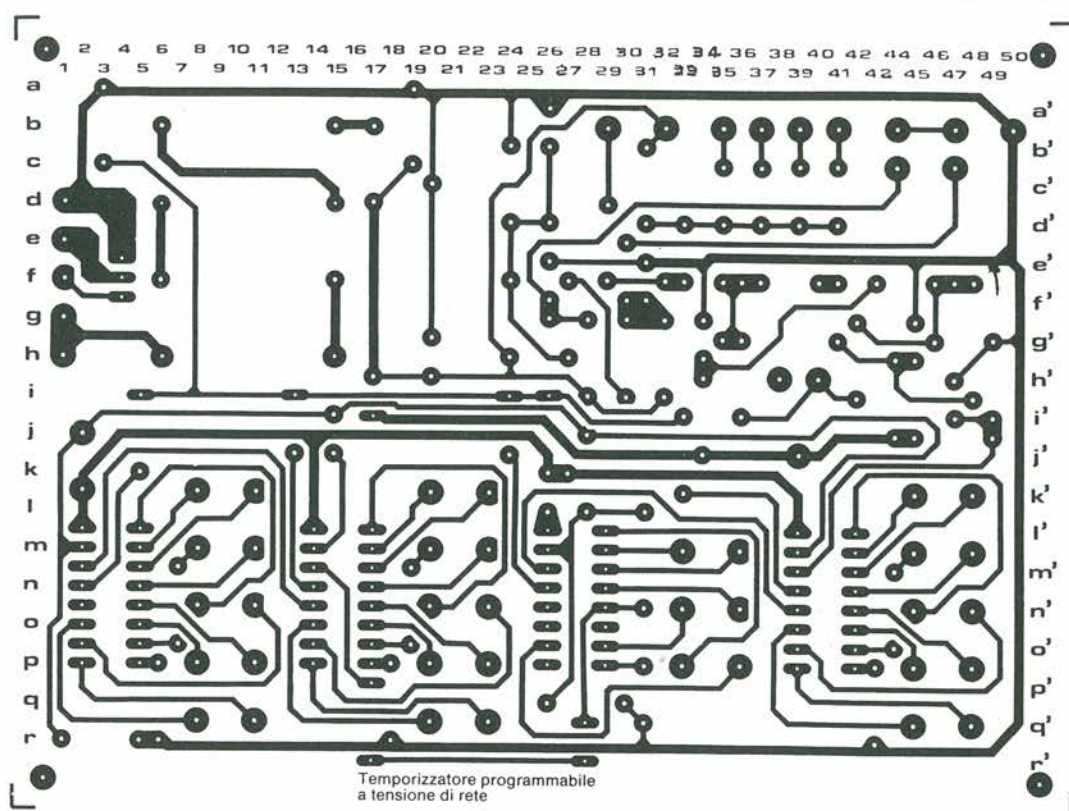 2 4 6 8 10 12 14 16 18 20 22 24 26 28 30 32 34 36 38 40 42 44 46 48 50
1 3 5 7 9 11 13 15 17 19 21 23 25 27 29 31 33 35 37 39 41 43 45 47 49
a a'
b b'
c c'
d d'
e e'
f f'
g g'
h h'
i i'
j j'
k k'
l l'
m m'
n n'
o o'
p p'
q q'
r r'
Temporizzatore programmabile
a tensione di rete